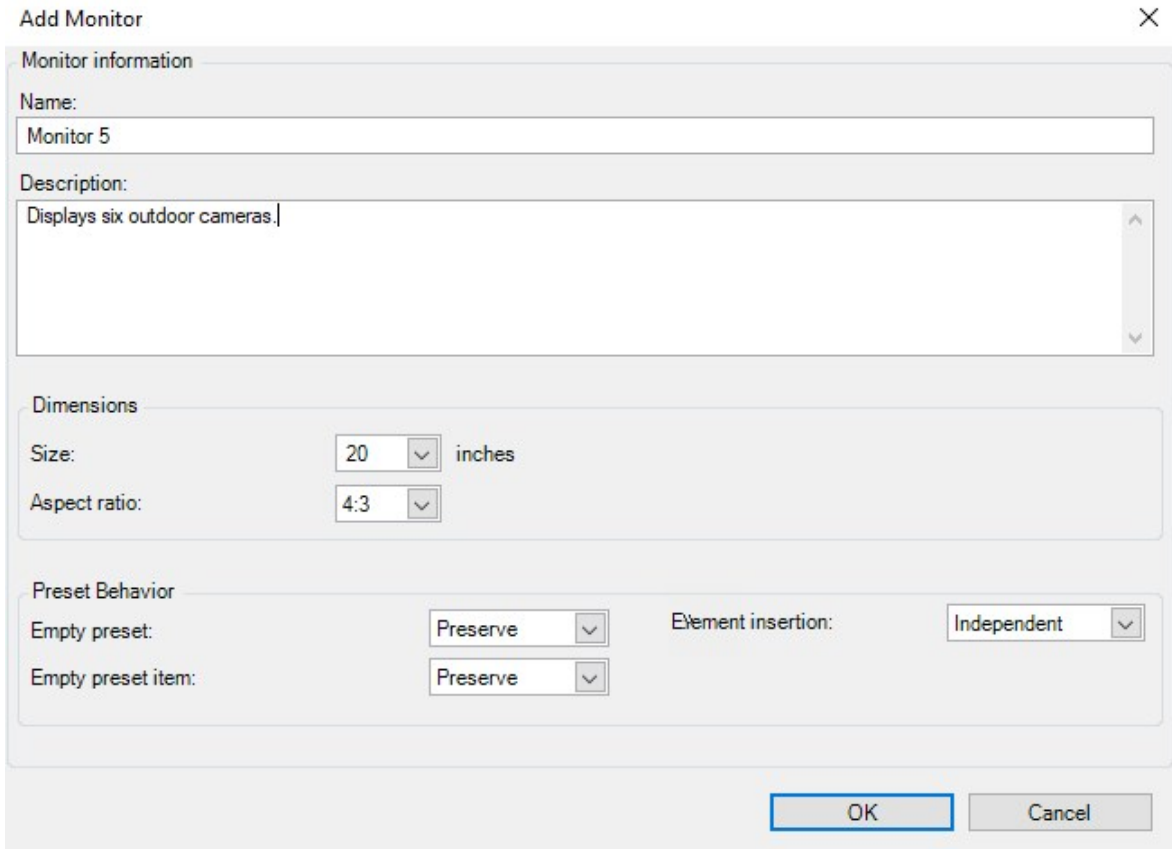 Add Monitor
Monitor information
Name:
Monitor 5
Description:
Displays six outdoor cameras.
Dimensions
Size: 20 inches
Aspect ratio: 4:3
Preset Behavior
Empty preset: Preserve
insertion: Independent
Empty preset item: Preserve
OK Cancel